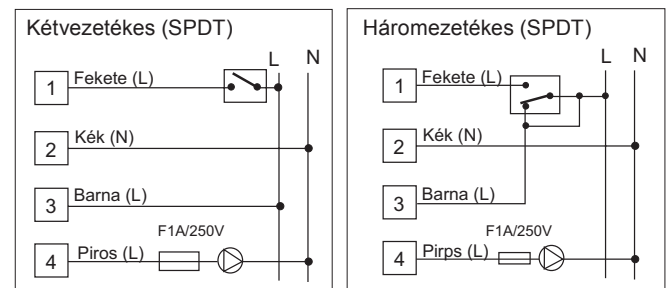 Kétvezetékes (SPDT)
L N
1 Fekete (L)
2 Kék (N)
3 Barna (L)
F1A/250V
4 Piros (L)
Háromezetékes (SPDT)
L N
1 Fekete (L)
2 Kék (N)
3 Barna (L)
F1A/250V
4 Pirps (L)